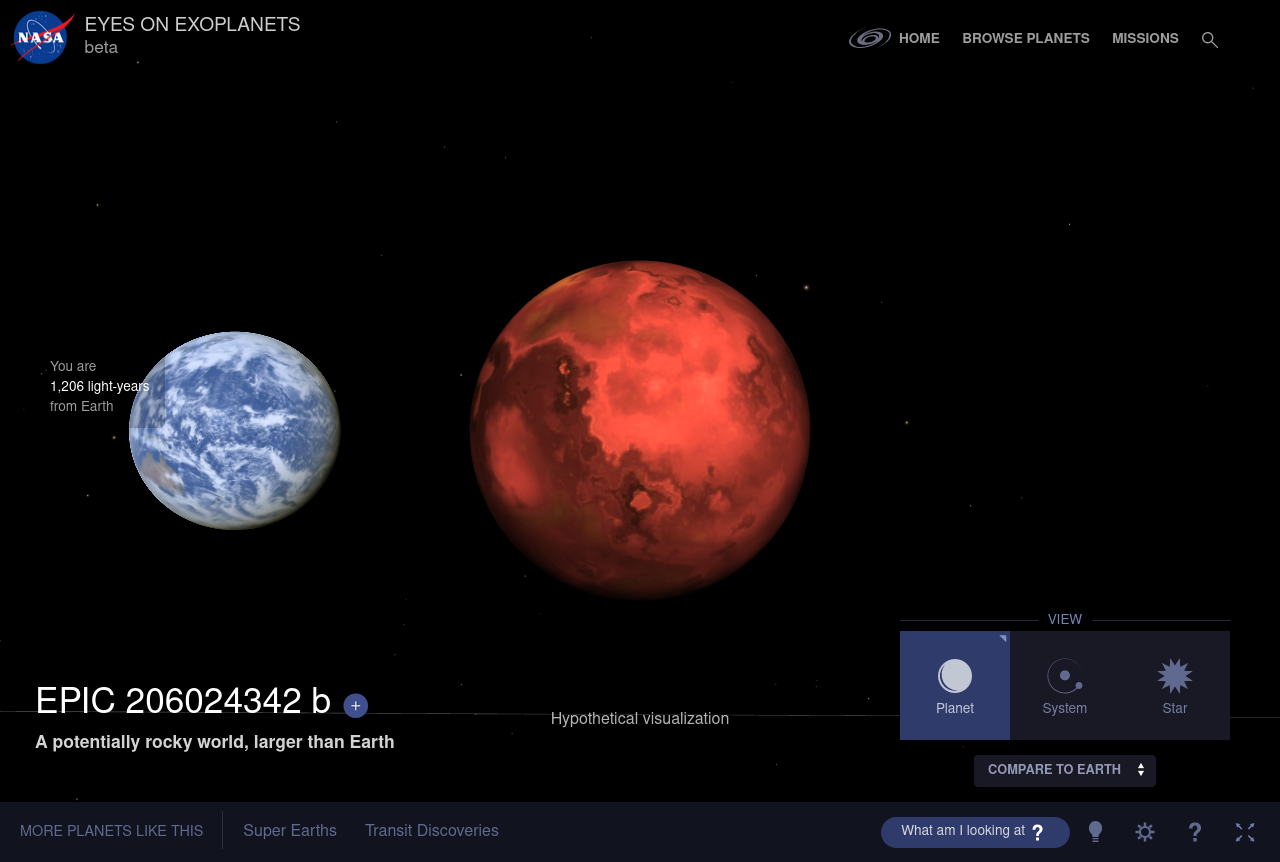 NASA
EYES ON EXOPLANETS
beta
HOME
BROWSE PLANETS
MISSIONS
You are
1,206 light-years
from Earth
VIEW
Planet
System
Star
EPIC 206024342 b +
A potentially rocky world, larger than Earth
Hypothetical visualization
COMPARE TO EARTH
MORE PLANETS LIKE THIS
Super Earths
Transit Discoveries
What am I looking at ?
?